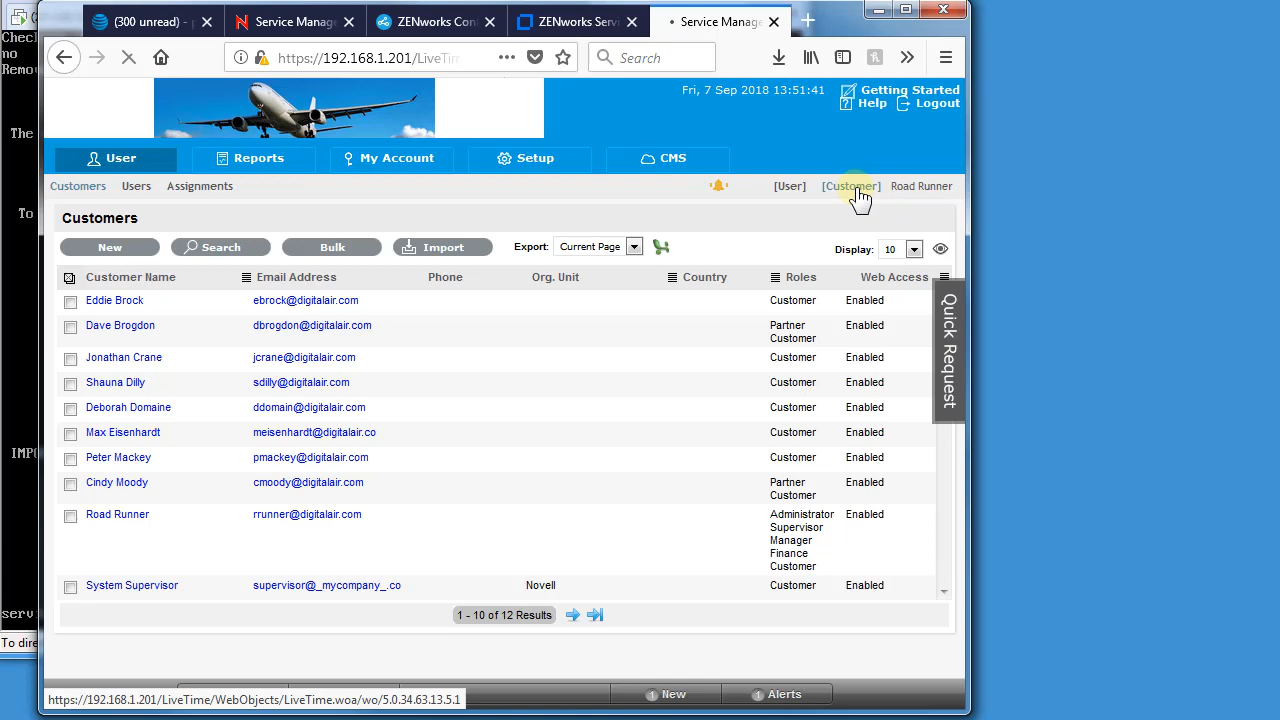 (300 unread) - p
Service Manage
ZENworks Con
ZENworks Servi
Service Manage
Chec
no
Remov
The
To
IMPO
servi
To dire
https://192.168.1.201/LiveTim
Search
Fri, 7 Sep 2018 13:51:41
Getting Started
Help
Logout
User
Reports
My Account
Setup
CMS
Customers
Users
Assignments
[User]
[Customer]
Road Runner
Customers
New
Search
Bulk
Import
Export:
Current Page
Display:
10
Customer Name Email Address Phone Org. Unit Country Roles Web Access
Eddie Brock ebrock@digitalair.com Customer Enabled
Dave Brogdon dbrogdon@digitalair.com Partner Enabled
Customer
Jonathan Crane jcrane@digitalair.com Customer Enabled
Shauna Dilly sdilly@digitalair.com Customer Enabled
Deborah Domaine ddomain@digitalair.com Customer Enabled
Max Eisenhardt meisenhardt@digitalair.co Customer Enabled
Peter Mackey pmackey@digitalair.com Customer Enabled
Cindy Moody cmoody@digitalair.com Partner Enabled
Customer
Road Runner rrunner@digitalair.com Administrator Enabled
Supervisor
Manager
Finance
Customer
System Supervisor supervisor@_mycompany_.co Novell Customer Enabled
1 - 10 of 12 Results
Quick Request
1 New
1 Alerts
https://192.168.1.201/LiveTime/WebObjects/LiveTime.woa/wo/5.0.34.63.13.5.1